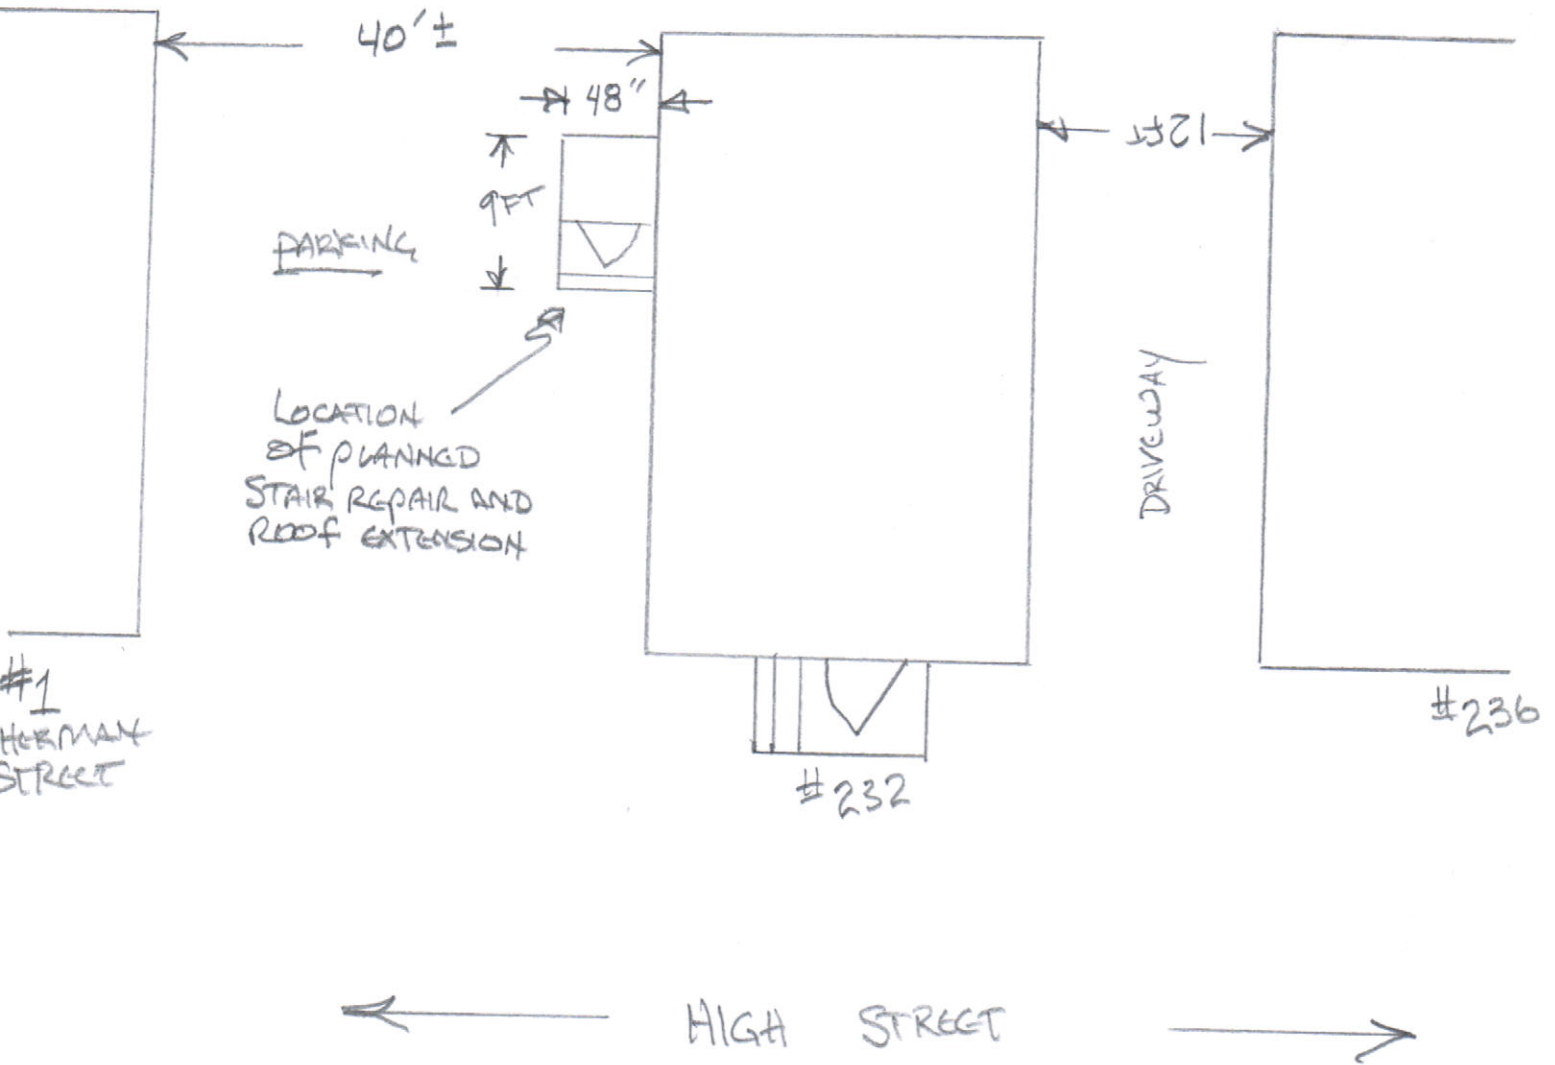 40'±
48"
12FT
9FT
PARKING
LOCATION
OF PLANNED
STAIR REPAIR AND
ROOF EXTENSION
DRIVEWAY
#1
HERMAN
STREET
#232
#236
HIGH STREET